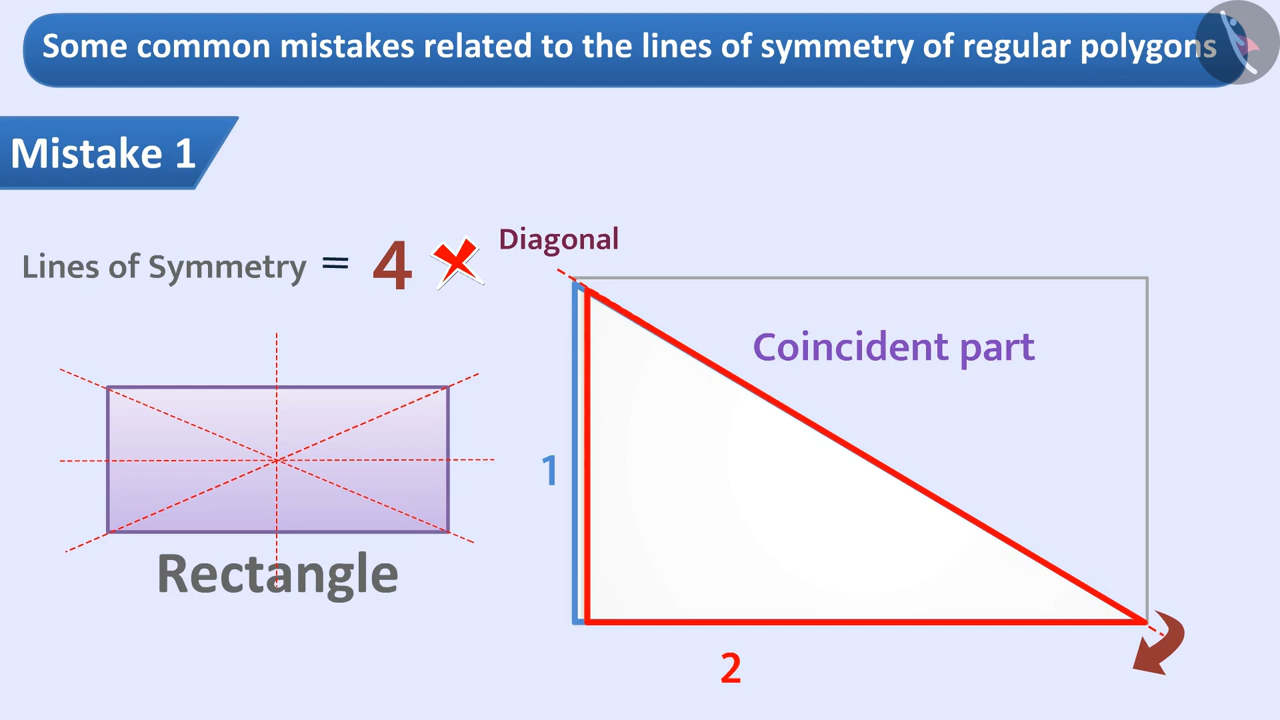 Some common mistakes related to the lines of symmetry of regular polygons
Mistake 1
Lines of Symmetry = 4
Diagonal
Coincident part
1
2
Rectangle